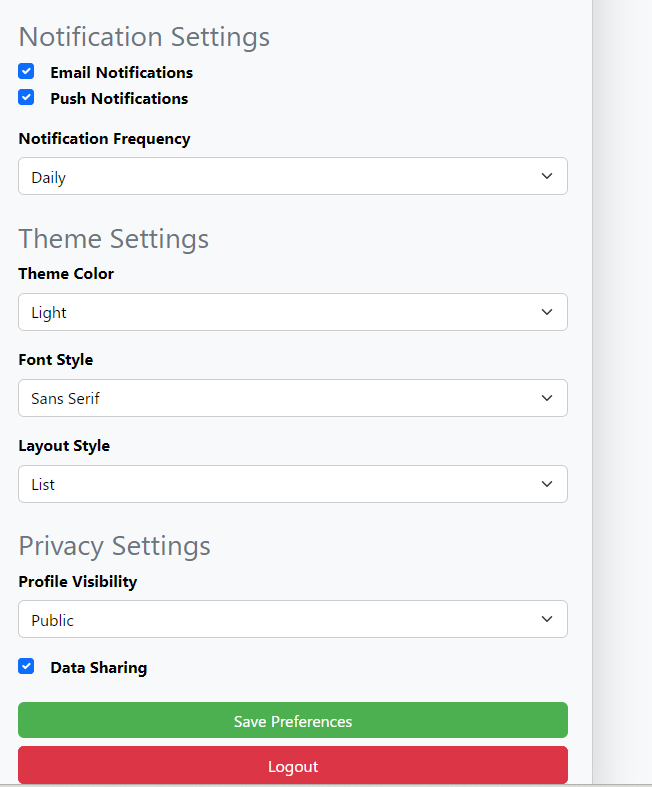 Notification Settings
Email Notifications
Push Notifications
Notification Frequency
Daily
Theme Settings
Theme Color
Light
Font Style
Sans Serif
Layout Style
List
Privacy Settings
Profile Visibility
Public
Data Sharing
Save Preferences
Logout